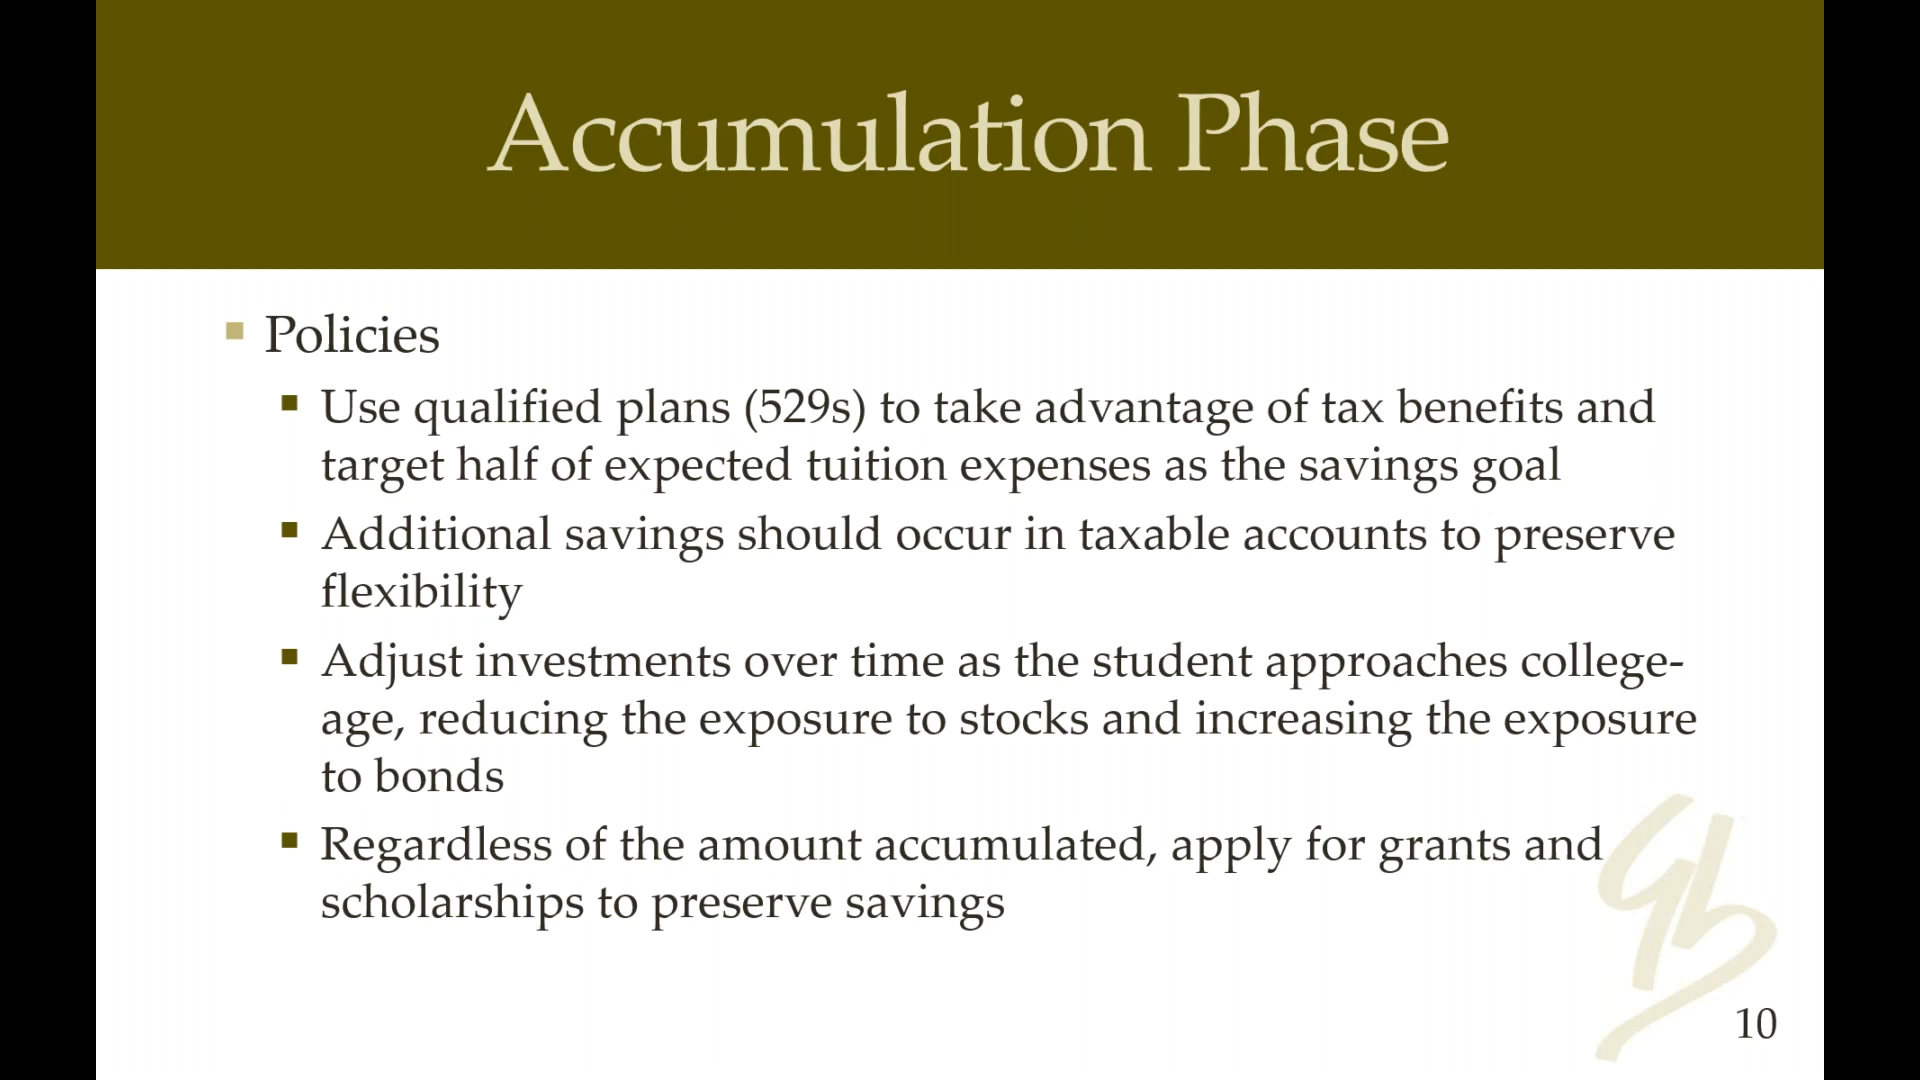 Accumulation Phase
Policies
Use qualified plans (529s) to take advantage of tax benefits and
target half of expected tuition expenses as the savings goal
Additional savings should occur in taxable accounts to preserve
flexibility
Adjust investments over time as the student approaches college-
age, reducing the exposure to stocks and increasing the exposure
to bonds
Regardless of the amount accumulated, apply for grants and
scholarships to preserve savings
10